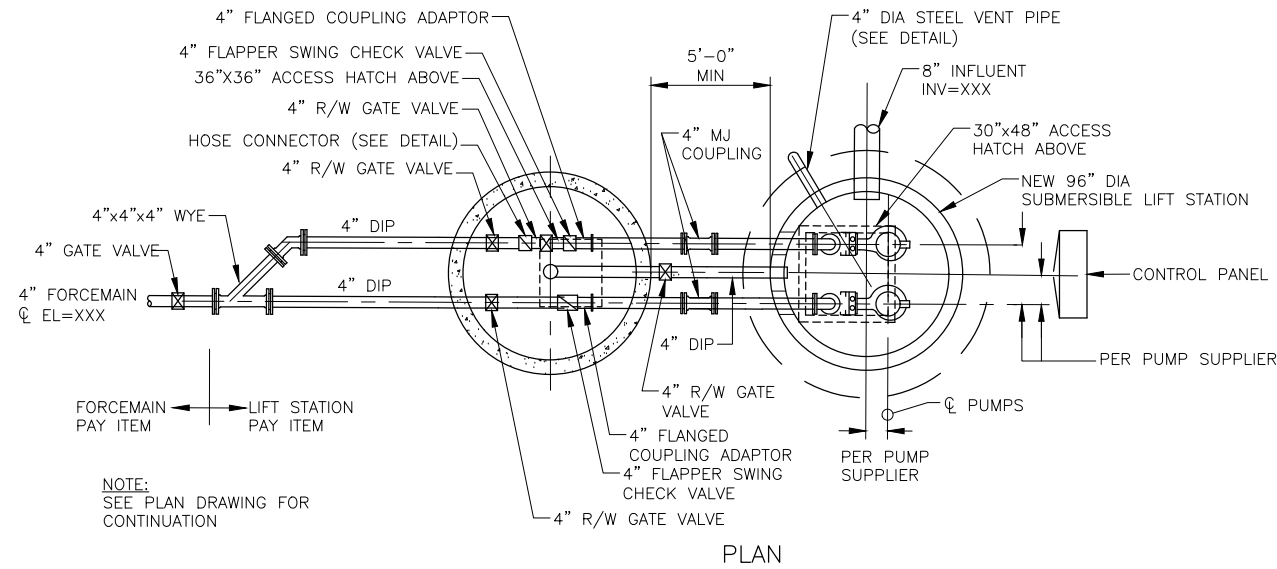 4” FLANGED COUPLING ADAPTOR
4” FLAPPER SWING CHECK VALVE
36”X36” ACCESS HATCH ABOVE
4” R/W GATE VALVE
HOSE CONNECTOR (SEE DETAIL)
4” R/W GATE VALVE
4”x4”x4” WYE
4” GATE VALVE
4” FORCEMAIN
℄ EL=XXX
4” DIP
4” DIP
5’-0”
MIN
4” MJ
COUPLING
4” DIA STEEL VENT PIPE
(SEE DETAIL)
8” INFLUENT
INV=XXX
30”x48” ACCESS
HATCH ABOVE
NEW 96” DIA
SUBMERSIBLE LIFT STATION
CONTROL PANEL
PER PUMP SUPPLIER
℄ PUMPS
PER PUMP
SUPPLIER
4” DIP
4” R/W GATE
VALVE
4” FLANGED
COUPLING ADAPTOR
4” FLAPPER SWING
CHECK VALVE
4” R/W GATE VALVE
FORCEMAIN
PAY ITEM
LIFT STATION
PAY ITEM
NOTE:
SEE PLAN DRAWING FOR
CONTINUATION
PLAN